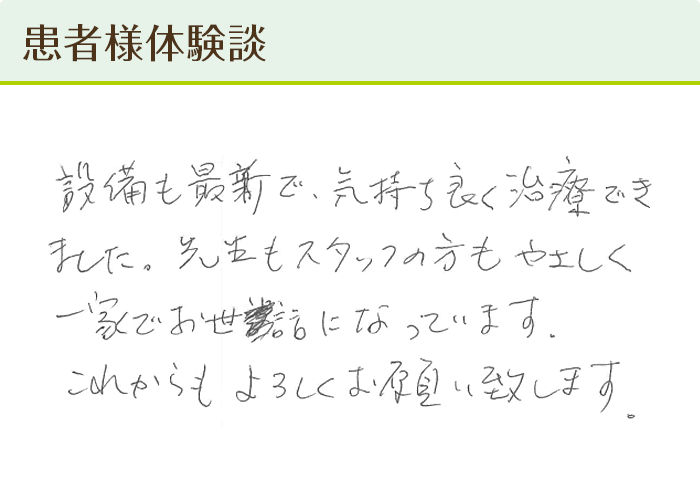 患者様体験談
設備も最新で、気持ち良く治療でき
ました。先生もスタッフの方もやさしく
一家でお世話になっています.
これからもよろしくお願い致します。